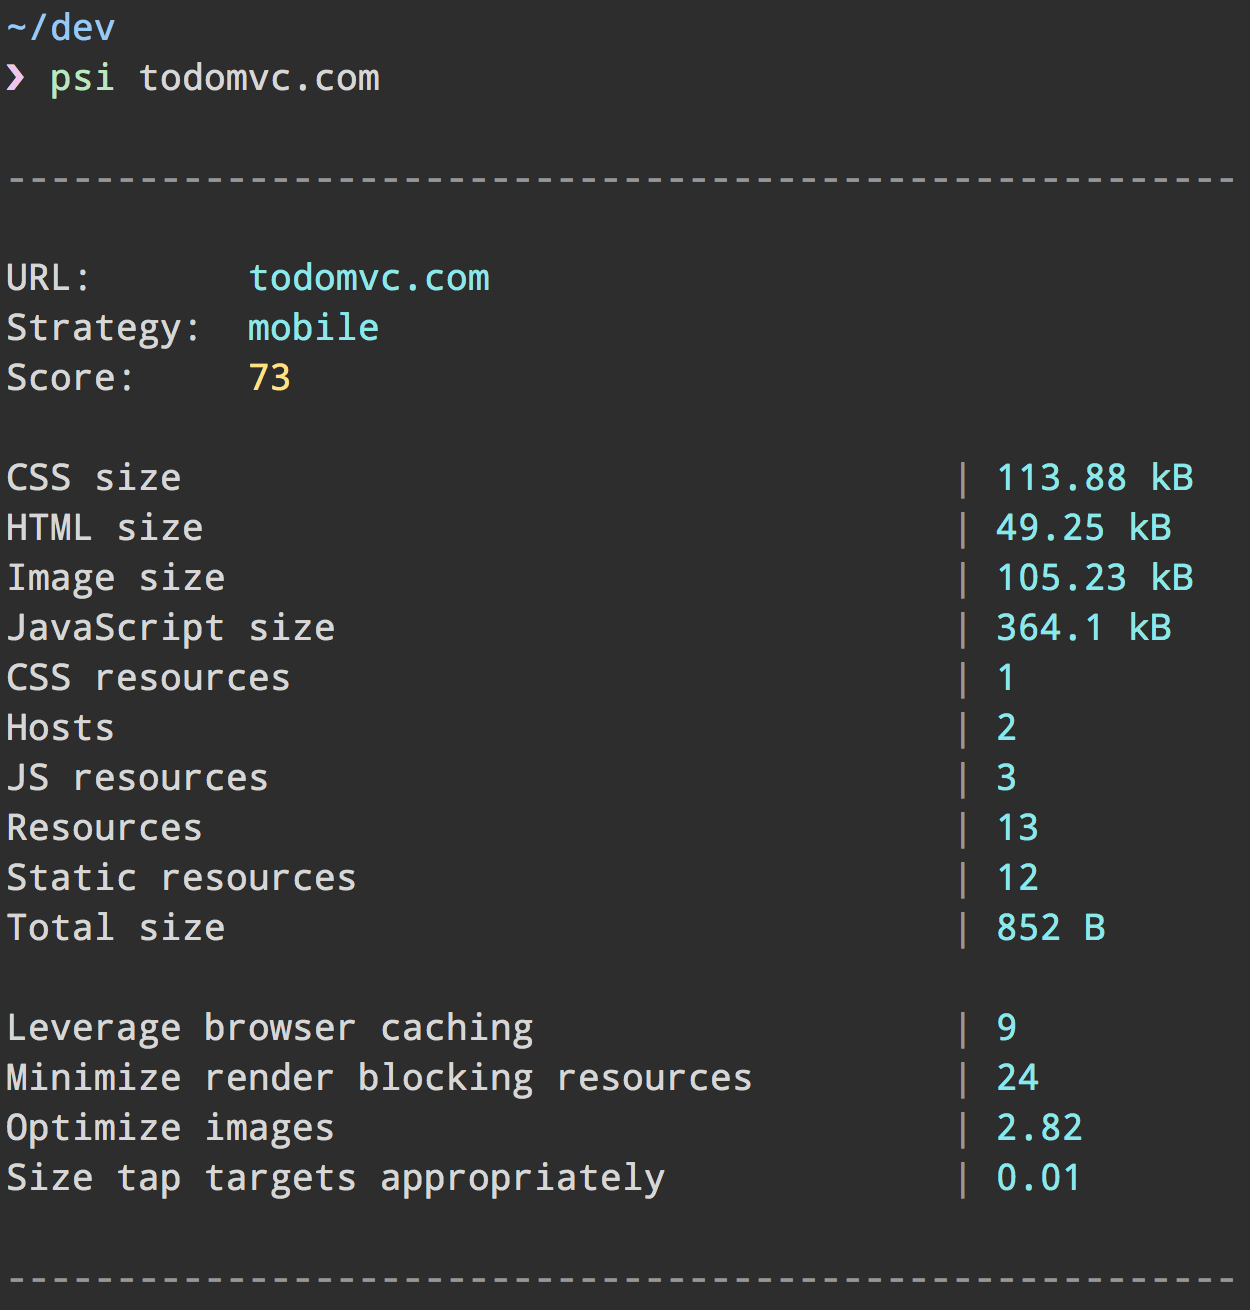 ~/dev
❯ psi todomvc.com
--------------------------------------------------------
URL:       todomvc.com
Strategy:  mobile
Score:     73
CSS size                                   | 113.88 kB
HTML size                                  | 49.25 kB
Image size                                 | 105.23 kB
JavaScript size                            | 364.1 kB
CSS resources                              | 1
Hosts                                      | 2
JS resources                               | 3
Resources                                  | 13
Static resources                           | 12
Total size                                 | 852 B
Leverage browser caching                   | 9
Minimize render blocking resources         | 24
Optimize images                            | 2.82
Size tap targets appropriately             | 0.01
--------------------------------------------------------